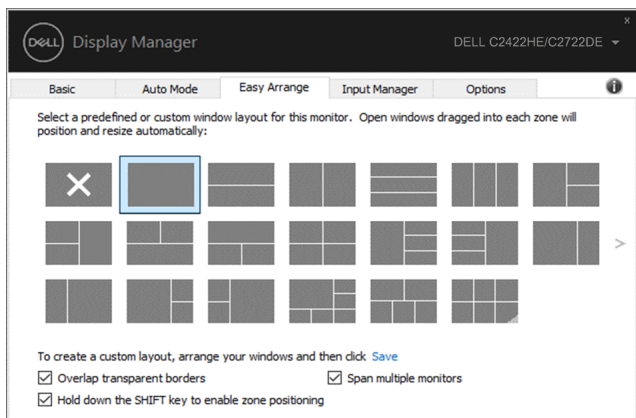 x
DELL Display Manager
DELL C2422HE/C2722DE
Basic Auto Mode Easy Arrange Input Manager Options
Select a predefined or custom window layout for this monitor. Open windows dragged into each zone will
position and resize automatically:
>
To create a custom layout, arrange your windows and then click Save
Overlap transparent borders Span multiple monitors
Hold down the SHIFT key to enable zone positioning